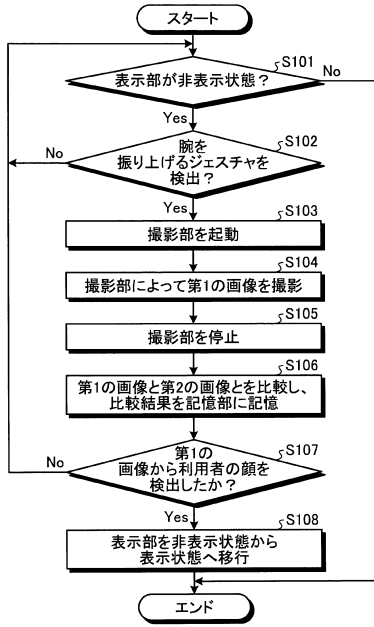 スタート
S101
表示部が非表示状態？
No
Yes
S102
腕を
振り上げるジェスチャを
検出？
No
Yes
S103
撮影部を起動
S104
撮影部によって第1の画像を撮影
S105
撮影部を停止
S106
第1の画像と第2の画像とを比較し、
比較結果を記憶部に記憶
S107
第1の
画像から利用者の顔を
検出したか？
No
Yes
S108
表示部を非表示状態から
表示状態へ移行
エンド